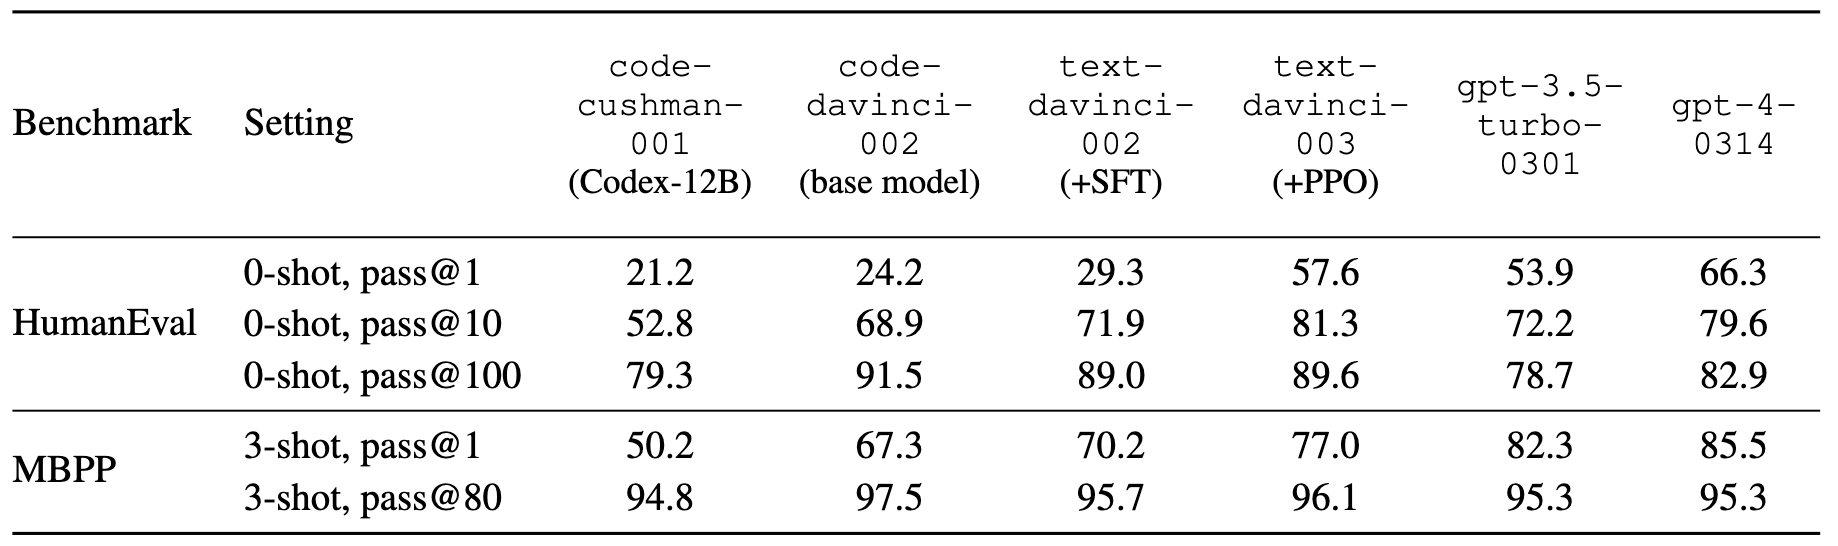 Benchmark Setting code-cushman-001 (Codex-12B) code-davinci-002 (base model) text-davinci-002 (+SFT) text-davinci-003 (+PPO) gpt-3.5-turbo-0301 gpt-4-0314
HumanEval
0-shot, pass@1 21.2 24.2 29.3 57.6 53.9 66.3
0-shot, pass@10 52.8 68.9 71.9 81.3 72.2 79.6
0-shot, pass@100 79.3 91.5 89.0 89.6 78.7 82.9
MBPP
3-shot, pass@1 50.2 67.3 70.2 77.0 82.3 85.5
3-shot, pass@80 94.8 97.5 95.7 96.1 95.3 95.3